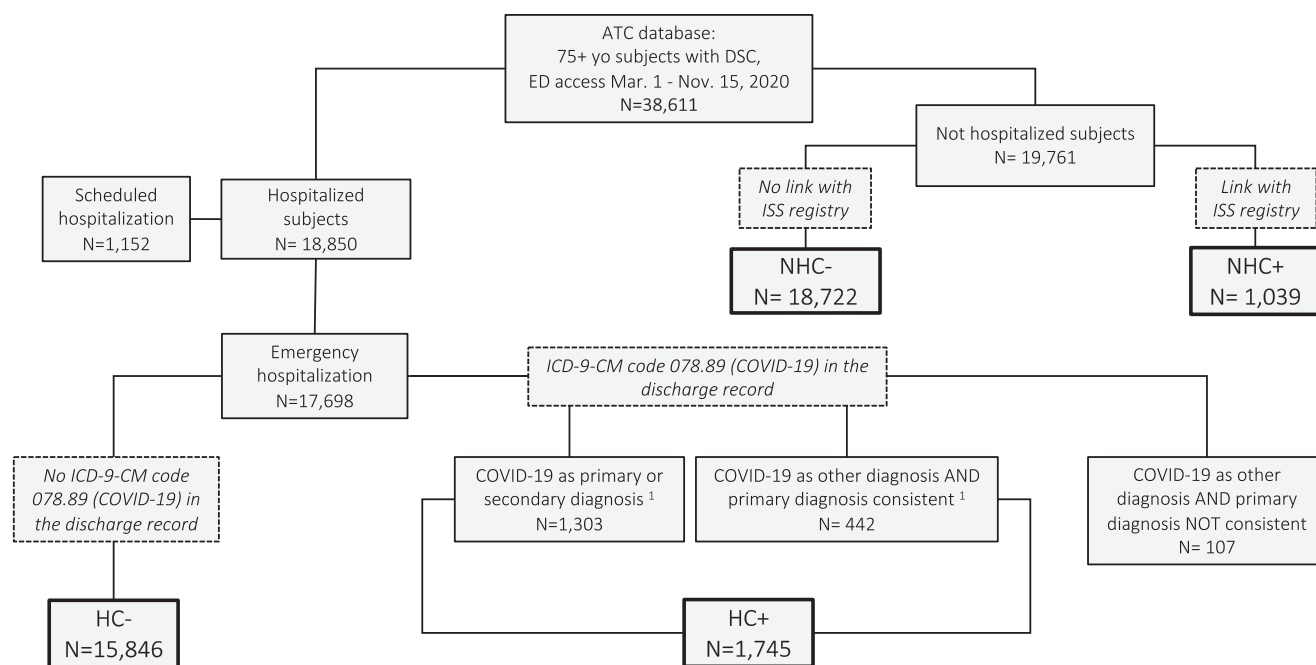 ATC database:
75+ yo subjects with DSC,
ED access Mar. 1 - Nov. 15, 2020
N=38,611
Not hospitalized subjects
N= 19,761
Scheduled
hospitalization
N=1,152
Hospitalized
subjects
N= 18,850
No link with
ISS registry
Link with
ISS registry
NHC-
N= 18,722
NHC+
N= 1,039
Emergency
hospitalization
N=17,698
ICD-9-CM code 078.89 (COVID-19) in the
discharge record
No ICD-9-CM code
078.89 (COVID-19) in
the discharge record
COVID-19 as primary or
secondary diagnosis 1
N=1,303
COVID-19 as other diagnosis AND
primary diagnosis consistent 1
N= 442
COVID-19 as other
diagnosis AND primary
diagnosis NOT consistent
N= 107
HC-
N=15,846
HC+
N=1,745